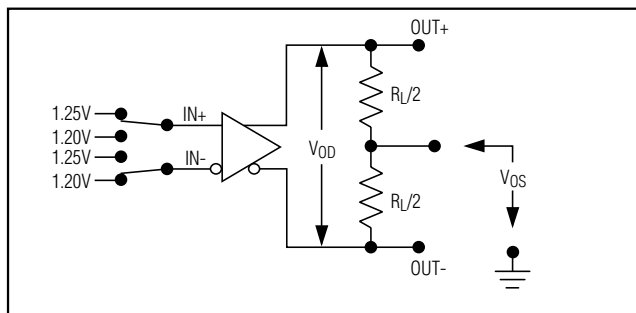 OUT+
1.25V
IN+
R_L/2
1.20V
1.25V
V_OD
IN-
1.20V
V_OS
R_L/2
OUT-